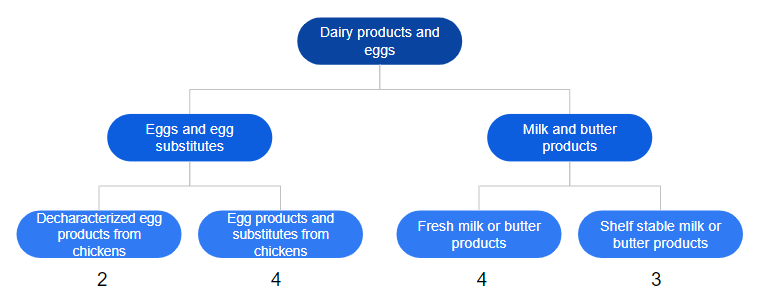 Dairy products and
eggs
Eggs and egg
substitutes
Milk and butter
products
Decharacterized egg
products from
chickens
Egg products and
substitutes from
chickens
Fresh milk or butter
products
Shelf stable milk or
butter products
2
4
4
3